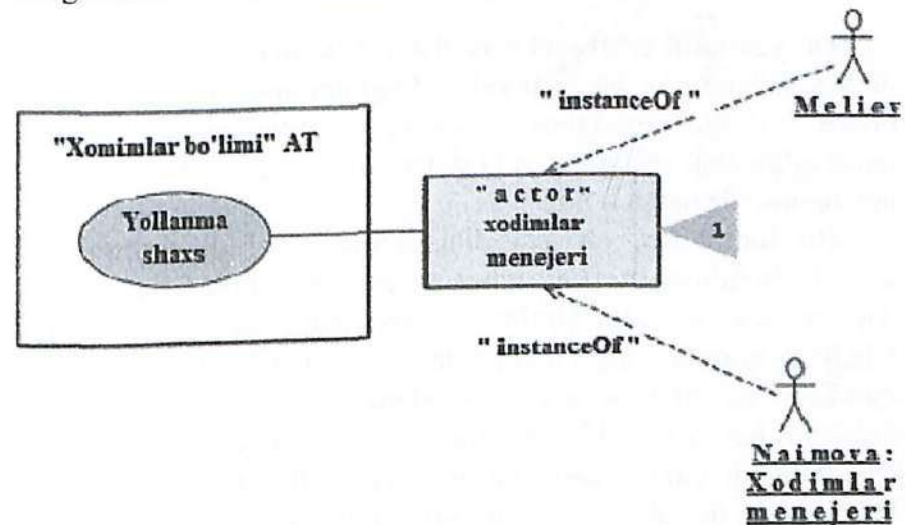 "instanceOf"
Meliev
"Xomimlar bo'limi" AT
"actor"
xodimlar
menejeri
1
Yollanma
shaxs
"instanceOf"
Naimova:
Xodimlar
menejeri